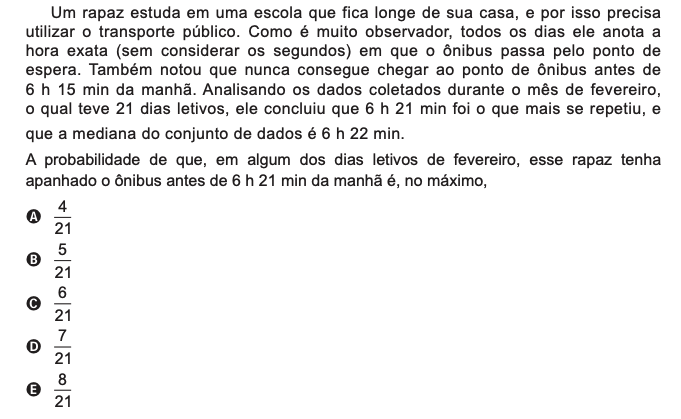 Um rapaz estuda em uma escola que fica longe de sua casa, e por isso precisa
utilizar o transporte público. Como é muito observador, todos os dias ele anota a
hora exata (sem considerar os segundos) em que o ônibus passa pelo ponto de
espera. Também notou que nunca consegue chegar ao ponto de ônibus antes de
6 h 15 min da manhã. Analisando os dados coletados durante o mês de fevereiro,
o qual teve 21 dias letivos, ele concluiu que 6 h 21 min foi o que mais se repetiu, e
que a mediana do conjunto de dados é 6 h 22 min.
A probabilidade de que, em algum dos dias letivos de fevereiro, esse rapaz tenha
apanhado o ônibus antes de 6 h 21 min da manhã é, no máximo,
A 4/21
B 5/21
C 6/21
D 7/21
E 8/21